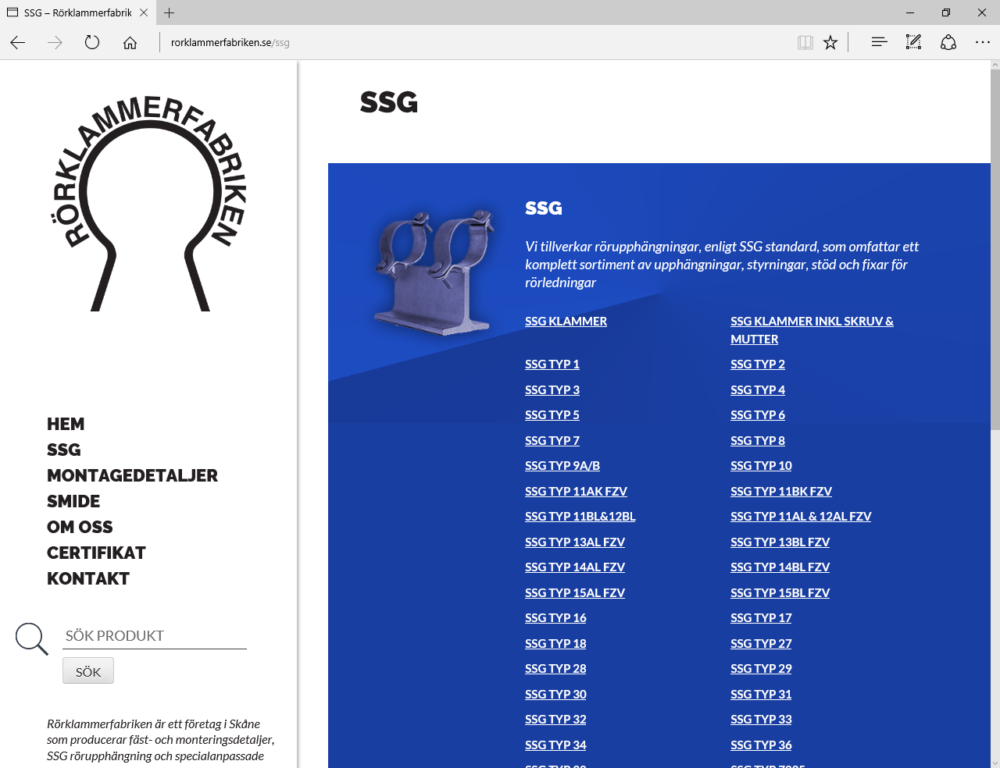 SSG – Rörklammerfabrik
rorklammerfabriken.se/ssg
RÖRKLAMMERFABRIKEN
HEM
SSG
MONTAGEDETALJER
SMIDE
OM OSS
CERTIFIKAT
KONTAKT
SÖK PRODUKT
SÖK
Rörklammerfabriken är ett företag i Skåne
som producerar fäst- och monteringsdetaljer,
SSG rörupphängning och specialanpassade
SSG
SSG
Vi tillverkar rörupphängningar, enligt SSG standard, som omfattar ett
komplett sortiment av upphängningar, styrningar, stöd och fixar för
rörledningar
SSG KLAMMER
SSG KLAMMER INKL SKRUV &
MUTTER
SSG TYP 1
SSG TYP 2
SSG TYP 3
SSG TYP 4
SSG TYP 5
SSG TYP 6
SSG TYP 7
SSG TYP 8
SSG TYP 9A/B
SSG TYP 10
SSG TYP 11AK FZV
SSG TYP 11BK FZV
SSG TYP 11BL&12BL
SSG TYP 11AL & 12AL FZV
SSG TYP 13AL FZV
SSG TYP 13BL FZV
SSG TYP 14AL FZV
SSG TYP 14BL FZV
SSG TYP 15AL FZV
SSG TYP 15BL FZV
SSG TYP 16
SSG TYP 17
SSG TYP 18
SSG TYP 27
SSG TYP 28
SSG TYP 29
SSG TYP 30
SSG TYP 31
SSG TYP 32
SSG TYP 33
SSG TYP 34
SSG TYP 36